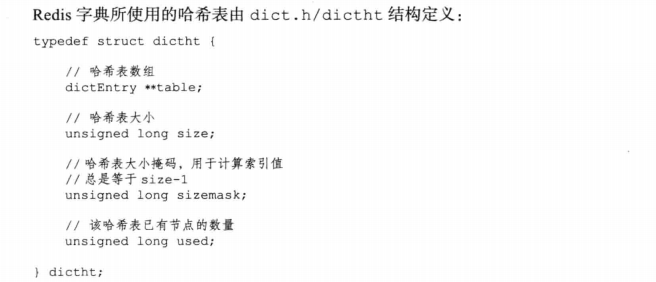 Redis 字典所使用的哈希表由 dict.h/dictht 结构定义：
typedef struct dictht {
// 哈希表数组
dictEntry **table;
// 哈希表大小
unsigned long size;
// 哈希表大小掩码，用于计算索引值
// 总是等于 size-1
unsigned long sizemask;
// 该哈希表已有节点的数量
unsigned long used;
} dictht;